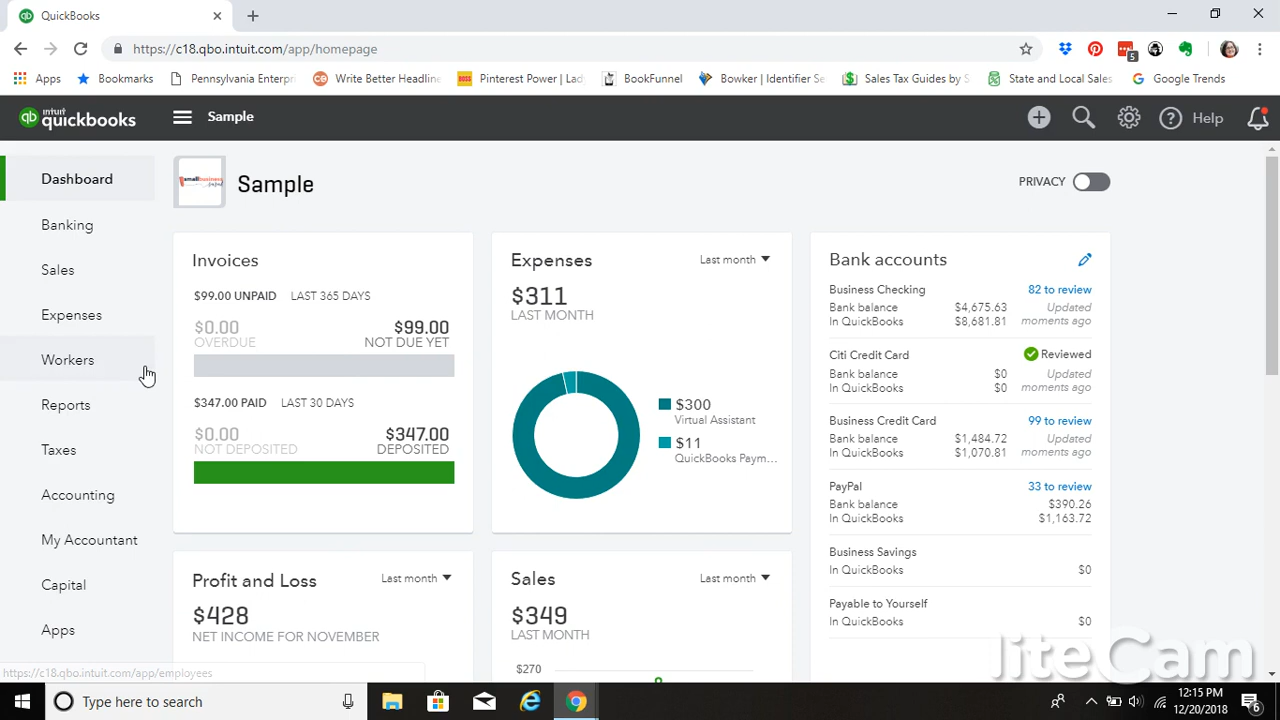 QuickBooks
https://c18.qbo.intuit.com/app/homepage
5
Apps
Bookmarks
Pennsylvania Enterpri
Write Better Headline
Pinterest Power | Lad
BookFunnel
Bowker | Identifier Se
Sales Tax Guides by S
State and Local Sales
Google Trends
intuit
quickbooks
Sample
Help
Dashboard
Banking
Sales
Expenses
Workers
Reports
Taxes
Accounting
My Accountant
Capital
Apps
Sample
PRIVACY
Invoices
$99.00 UNPAID LAST 365 DAYS
$0.00 $99.00
OVERDUE NOT DUE YET
$347.00 PAID LAST 30 DAYS
$0.00 $347.00
NOT DEPOSITED DEPOSITED
Expenses Last month
$311
LAST MONTH
$300
Virtual Assistant
$11
QuickBooks Paym...
Bank accounts
Business Checking 82 to review
Bank balance $4,675.63 Updated
In QuickBooks $8,681.81 moments ago
Citi Credit Card Reviewed
Bank balance $0 Updated
In QuickBooks $0 moments ago
Business Credit Card 99 to review
Bank balance $1,484.72 Updated
In QuickBooks $1,070.81 moments ago
PayPal 33 to review
Bank balance $390.26
In QuickBooks $1,163.72
Business Savings
In QuickBooks $0
Payable to Yourself
In QuickBooks $0
Profit and Loss Last month
$428
NET INCOME FOR NOVEMBER
Sales Last month
$349
LAST MONTH
$270
liteCam
https://c18.qbo.intuit.com/app/employees
Type here to search
12:15 PM
12/20/2018
6